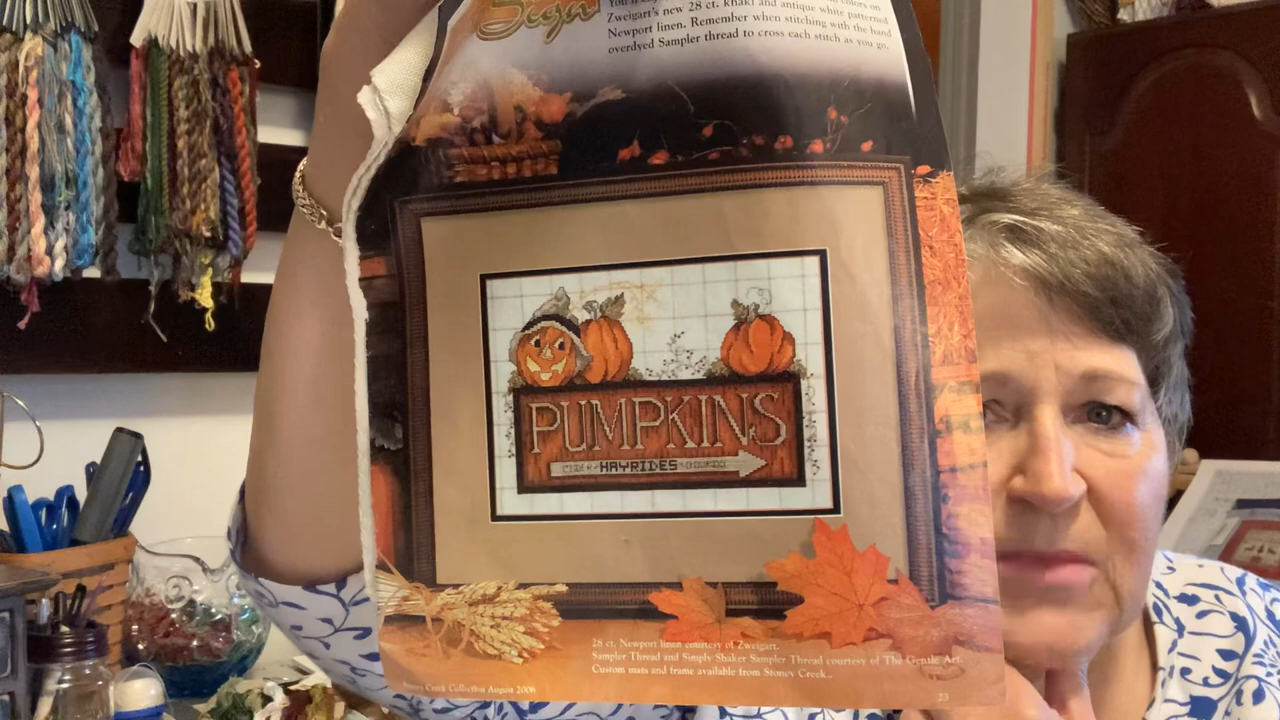 Sign
Zweigart's new 28 ct. khaki and antique white patterned
Newport linen. Remember when stitching with the hand
overdyed Sampler thread to cross each stitch as you go.
PUMPKINS
CIDER HAYRIDES
28 ct. Newport linen courtesy of Zweigart.
Sampler Thread and Simply Shaker Sampler Thread courtesy of The Gentle Art.
Custom mats and frame available from Stoney Creek.
Creek Collection August 2006
23